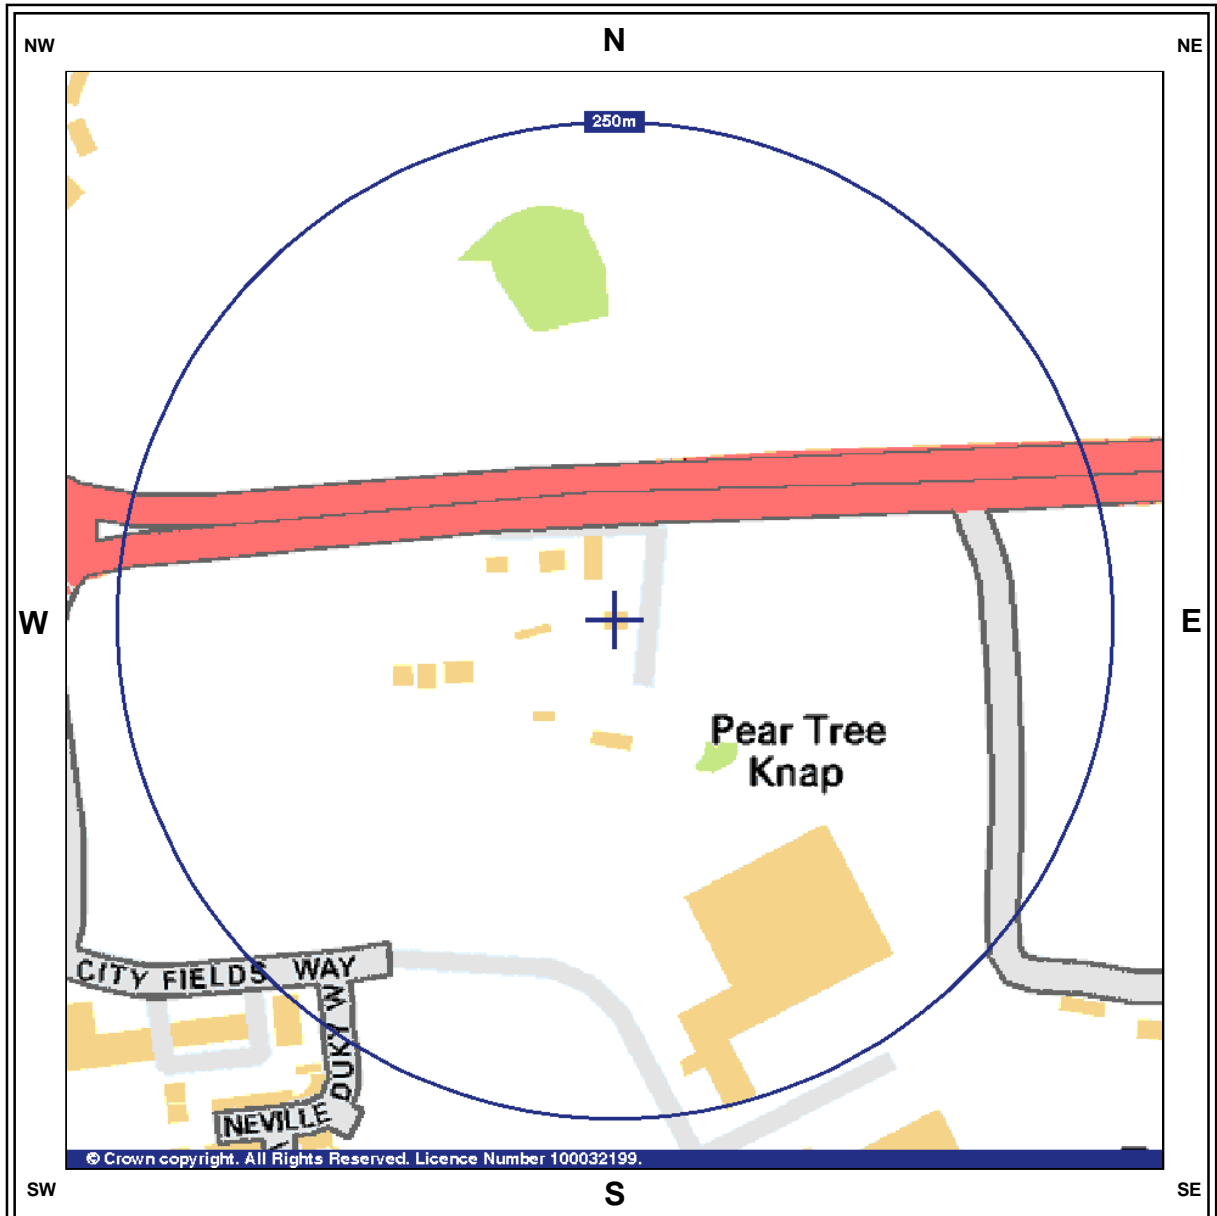 N
NW
NE
250m
W
E
Pear Tree
Knap
CITY FIELDS WAY
DUKY W
NEVILLE
© Crown copyright. All Rights Reserved. Licence Number 100032199.
SW
S
SE